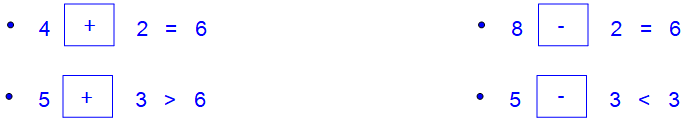 • 4 + 2 = 6
• 8 - 2 = 6
• 5 + 3 > 6
• 5 - 3 < 3